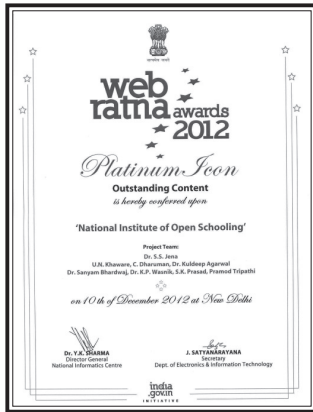 web
ratna awards
2012
Platinum Icon
Outstanding Content
is hereby conferred upon
'National Institute of Open Schooling'
Project Team:
Dr. S.S. Jena
U.N. Khaware, C. Dharuman, Dr. Kuldeep Agarwal
Dr. Sanyam Bhardwaj, Dr. K.P. Wasnik, S.K. Prasad, Pramod Tripathi
on 10 th of December 2012 at New Delhi
Dr. Y.K. SHARMA
Director General
National Informatics Centre
J. SATYANARAYANA
Secretary
Dept. of Electronics & Information Technology
india
.gov.in
INITIATIVE